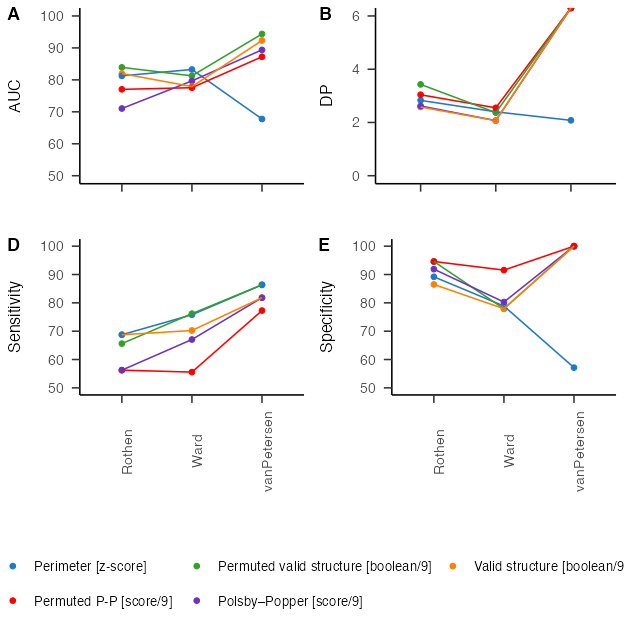 A
B
100
90
80
70
60
50
AUC
6
4
2
0
DP
D
E
100
90
80
70
60
50
Sensitivity
100
90
80
70
60
50
Specificity
Rothen
Ward
vanPetersen
Rothen
Ward
vanPetersen
Perimeter [z-score]
Permuted valid structure [boolean/9]
Valid structure [boolean/9
Permuted P-P [score/9]
Polsby–Popper [score/9]